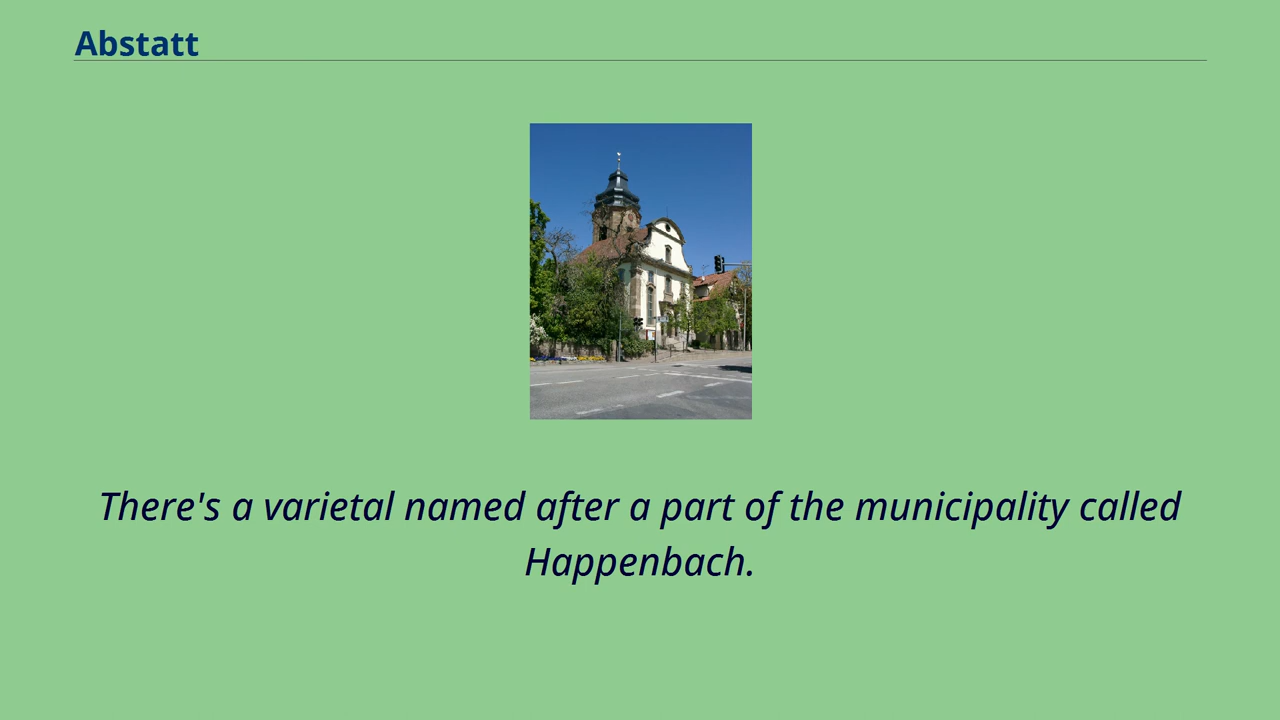 Abstatt
There's a varietal named after a part of the municipality called
Happenbach.